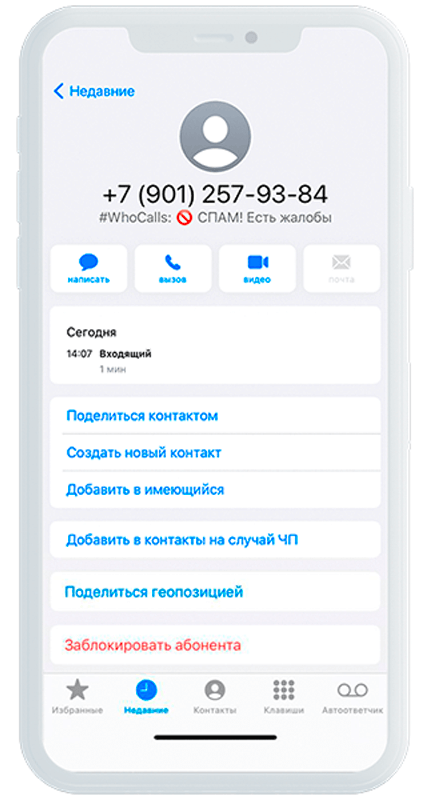 Недавние
+7 (901) 257-93-84
#WhoCalls: 🚫 СПАМ! Есть жалобы
написать вызов видео почта
Сегодня
14:07 Входящий
1 мин
Поделиться контактом
Создать новый контакт
Добавить в имеющийся
Добавить в контакты на случай ЧП
Поделиться геопозицией
Заблокировать абонента
Избранные Недавние Контакты Клавиши Автоответчик